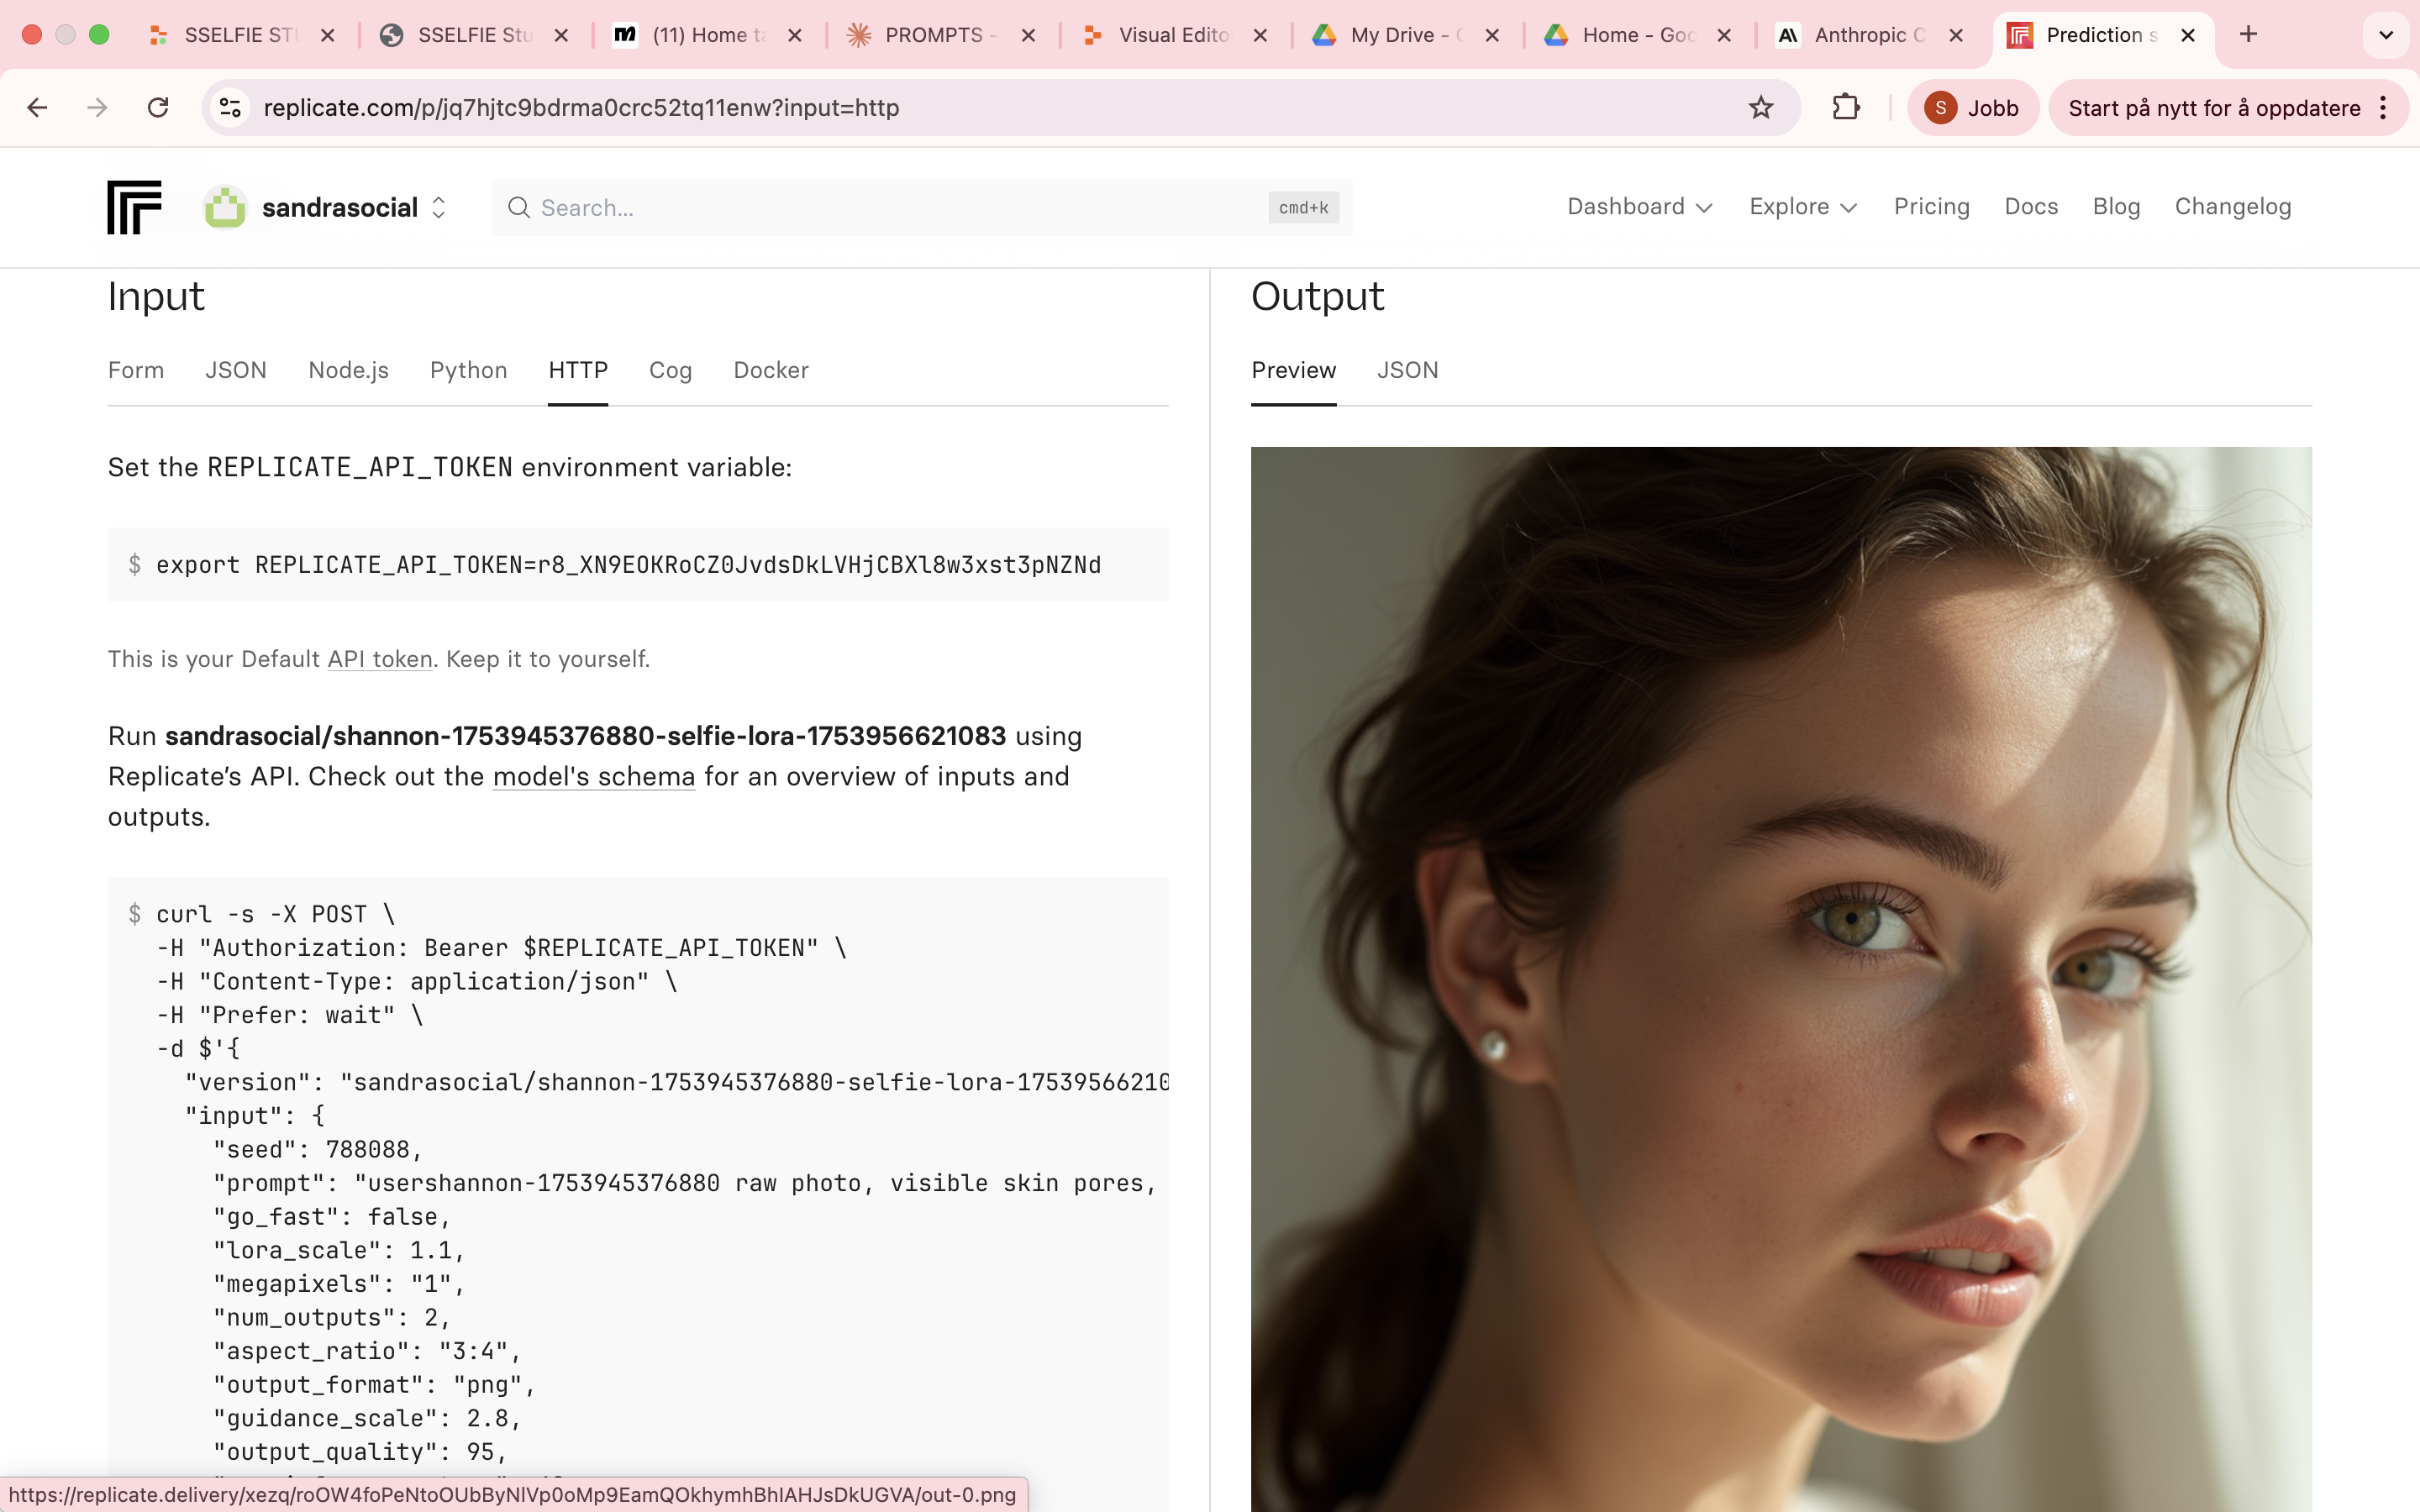 SSELFIE STU
SSELFIE Stu
(11) Home ta
PROMPTS -
Visual Edito
My Drive - G
Home - Goo
Anthropic C
Prediction s
replicate.com/p/jq7hjtc9bdrma0crc52tq11enw?input=http
S
Jobb
Start på nytt for å oppdatere
sandrasocial
Search...
cmd+k
Dashboard
Explore
Pricing
Docs
Blog
Changelog
Input
Form JSON Node.js Python HTTP Cog Docker
Set the REPLICATE_API_TOKEN environment variable:
$ export REPLICATE_API_TOKEN=r8_XN9EOKRoCZ0JvdsDkLVHjCBXl8w3xst3pNZNd
This is your Default API token. Keep it to yourself.
Run sandrasocial/shannon-1753945376880-selfie-lora-1753956621083 using
Replicate’s API. Check out the model's schema for an overview of inputs and
outputs.
$ curl -s -X POST \
-H "Authorization: Bearer $REPLICATE_API_TOKEN" \
-H "Content-Type: application/json" \
-H "Prefer: wait" \
-d $'{
"version": "sandrasocial/shannon-1753945376880-selfie-lora-17539566210
"input": {
"seed": 788088,
"prompt": "usershannon-1753945376880 raw photo, visible skin pores,
"go_fast": false,
"lora_scale": 1.1,
"megapixels": "1",
"num_outputs": 2,
"aspect_ratio": "3:4",
"output_format": "png",
"guidance_scale": 2.8,
"output_quality": 95,
https://replicate.delivery/xezq/roOW4foPeNtoOUbByNlVp0oMp9EamQOkhymhBhIAHJsDkUGVA/out-0.png
Output
Preview JSON